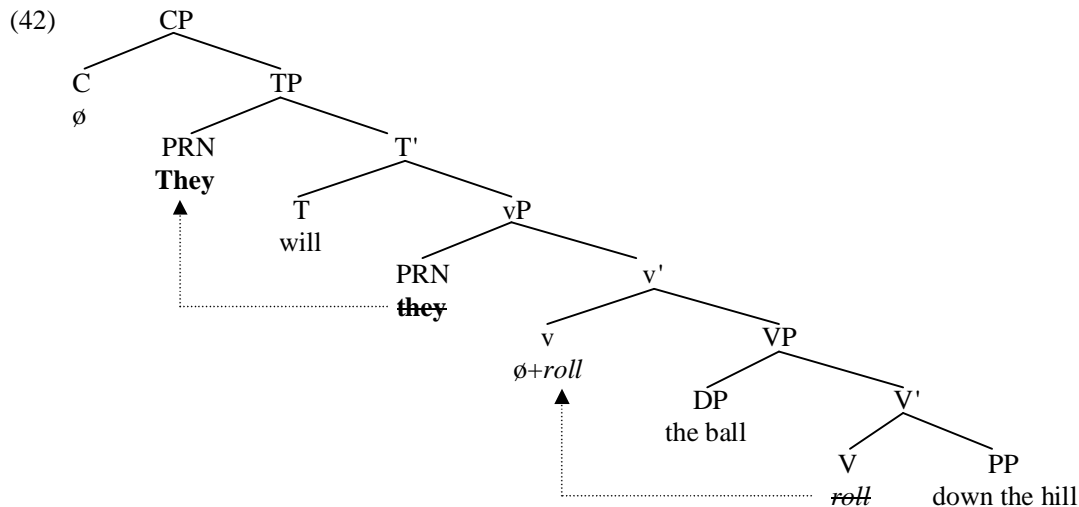 (42) CP
C TP
ø
PRN T'
They
T vP
will
PRN v'
they
v VP
ø+roll
DP V'
the ball
V PP
roll down the hill